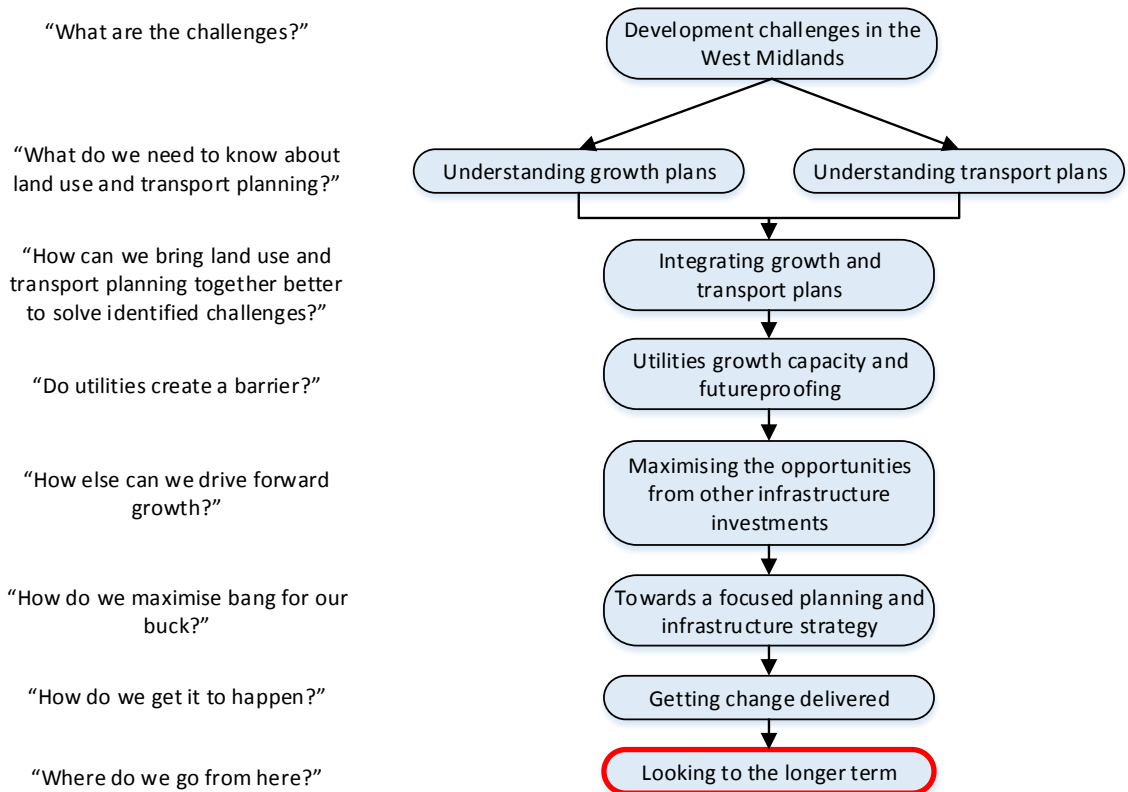 “What are the challenges?”
Development challenges in the
West Midlands
“What do we need to know about
land use and transport planning?”
Understanding growth plans
Understanding transport plans
“How can we bring land use and
transport planning together better
to solve identified challenges?”
Integrating growth and
transport plans
“Do utilities create a barrier?”
Utilities growth capacity and
futureproofing
“How else can we drive forward
growth?”
Maximising the opportunities
from other infrastructure
investments
“How do we maximise bang for our
buck?”
Towards a focused planning and
infrastructure strategy
“How do we get it to happen?”
Getting change delivered
“Where do we go from here?”
Looking to the longer term